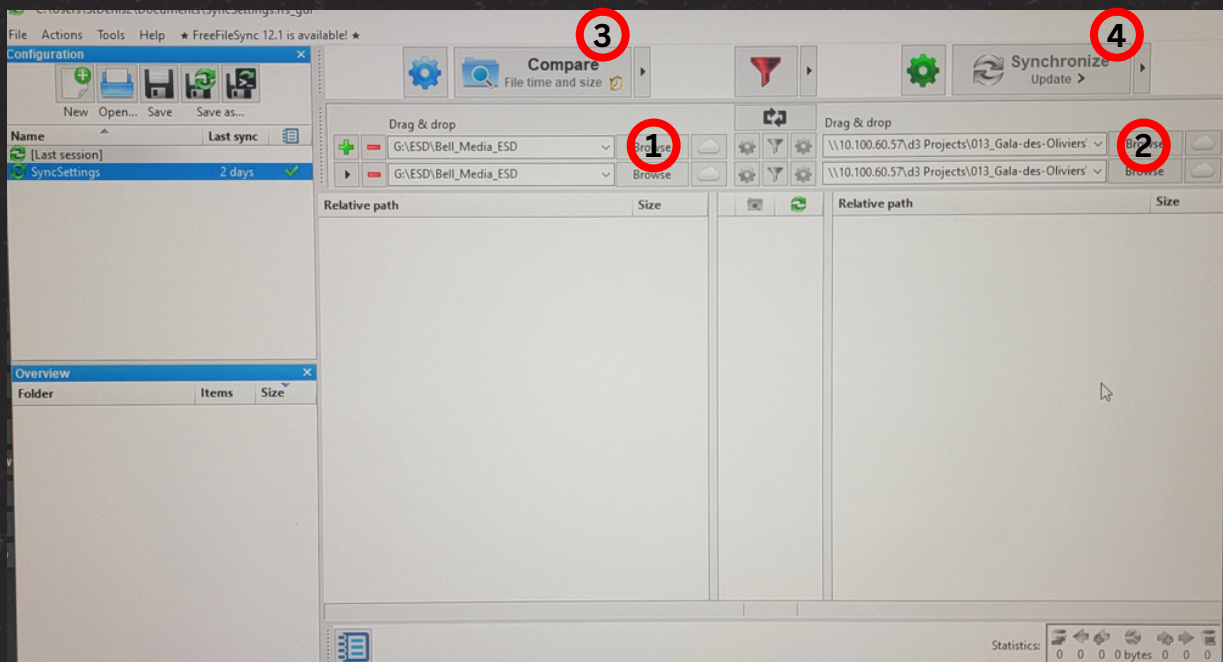 File Actions Tools Help ★ FreeFileSync 12.1 is available! ★
Configuration
New Open... Save Save as...
Name Last sync
[Last session]
SyncSettings 2 days
Overview
Folder Items Size
3
Compare
File time and size
4
Synchronize
Update >
Drag & drop
G:\ESD\Bell_Media_ESD
Browse
1
G:\ESD\Bell_Media_ESD
Browse
Drag & drop
\\10.100.60.57\d3 Projects\013_Gala-des-Oliviers'
2
\\10.100.60.57\d3 Projects\013_Gala-des-Oliviers'
Browse
Relative path Size
Relative path Size
Statistics:
0 0 0 0 bytes 0 0 0